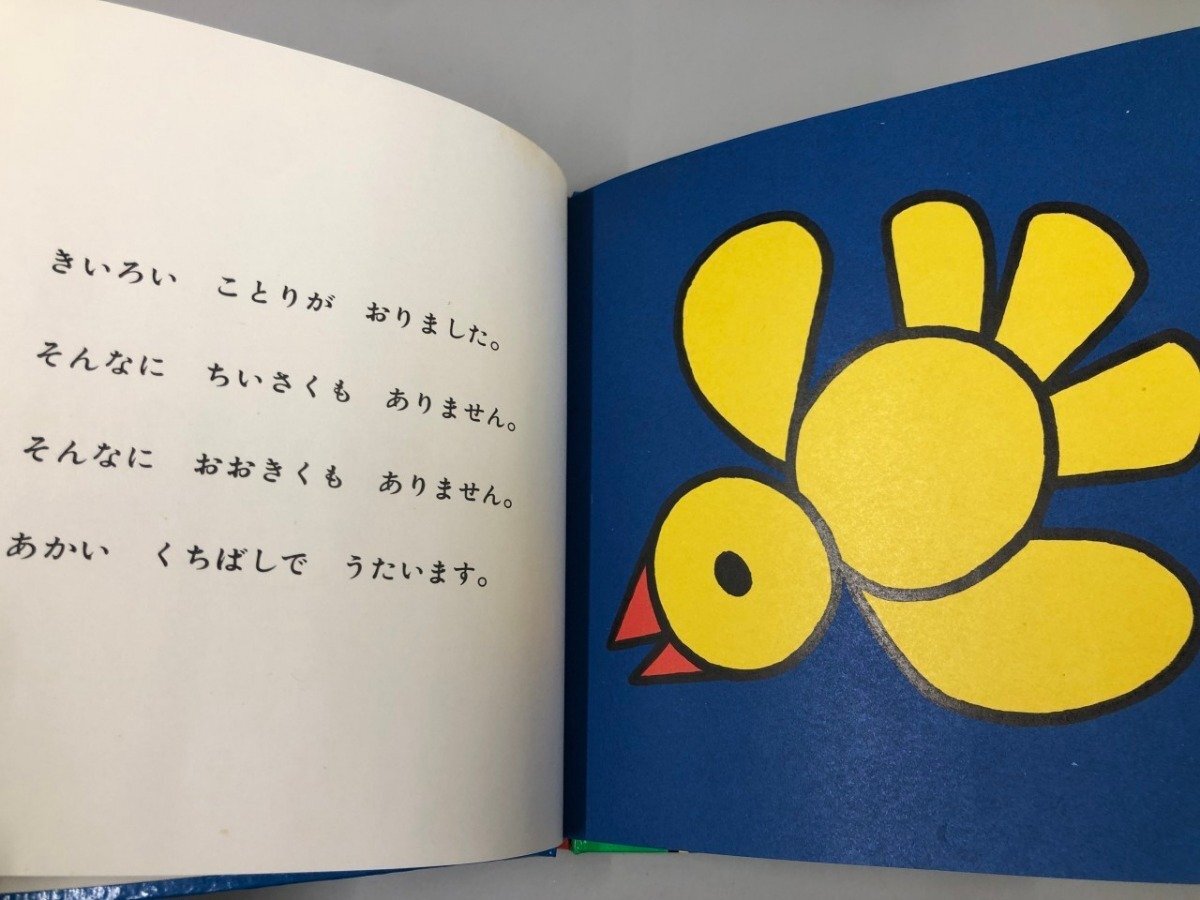 きいろい　ことりが　おりました。
そんなに　ちいさくも　ありません。
そんなに　おおきくも　ありません。
あかい　くちばしで　うたいます。